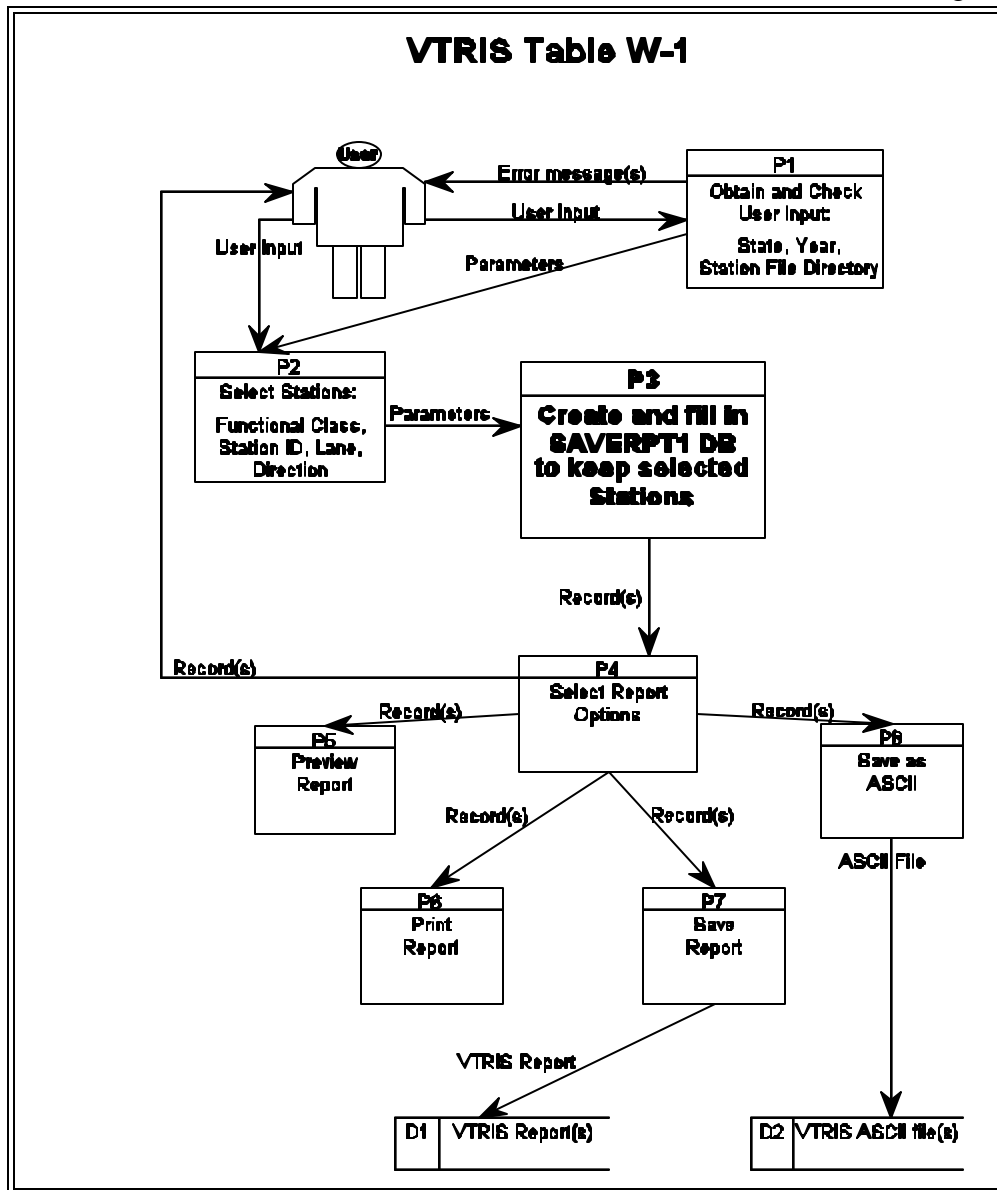 VTRIS Table W-1
User
Error message(s)
User Input
User Input
Parameters
P1
Obtain and Check
User Input:
State, Year,
Station File Directory
P2
Select Stations:
Functional Class,
Station ID, Lane,
Direction
Parameters
P3
Create and fill in
SAVERPT1 DB
to keep selected
Stations
Record(s)
Record(s)
P4
Select Report
Options
Record(s)
Record(s)
P5
Preview
Report
P8
Save as
ASCII
Record(s)
Record(s)
ASCII File
P6
Print
Report
P7
Save
Report
VTRIS Report
D1 VTRIS Report(s)
D2 VTRIS ASCII file(s)